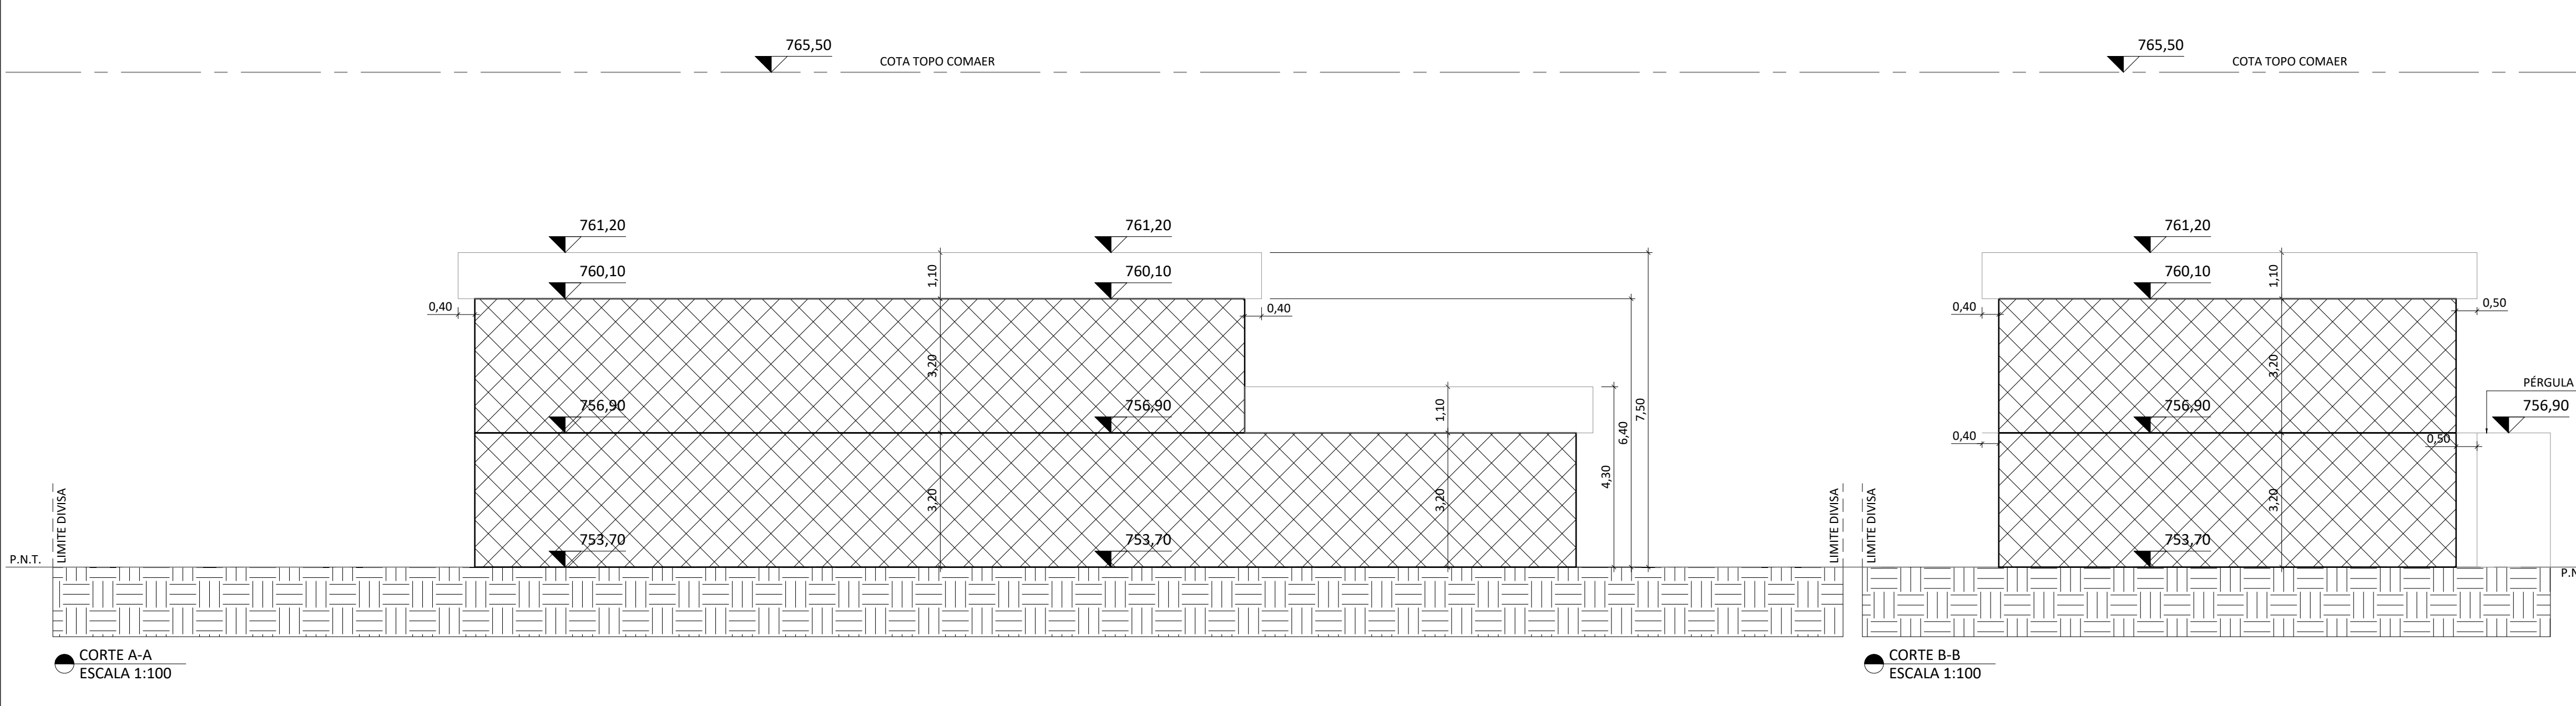 765,50
COTA TOPO COMAER
761,20
761,20
760,10
760,10
1,10
0,40
0,40
3,20
756,90
756,90
1,10
7,50
6,40
4,30
3,20
3,20
753,70
753,70
LIMITE DIVISA
LIMITE DIVISA
P.N.T.
CORTE A-A
ESCALA 1:100
765,50
COTA TOPO COMAER
761,20
760,10
1,10
0,40
0,50
3,20
PÉRGULA
756,90
756,90
0,40
0,50
3,20
753,70
LIMITE DIVISA
CORTE B-B
ESCALA 1:100